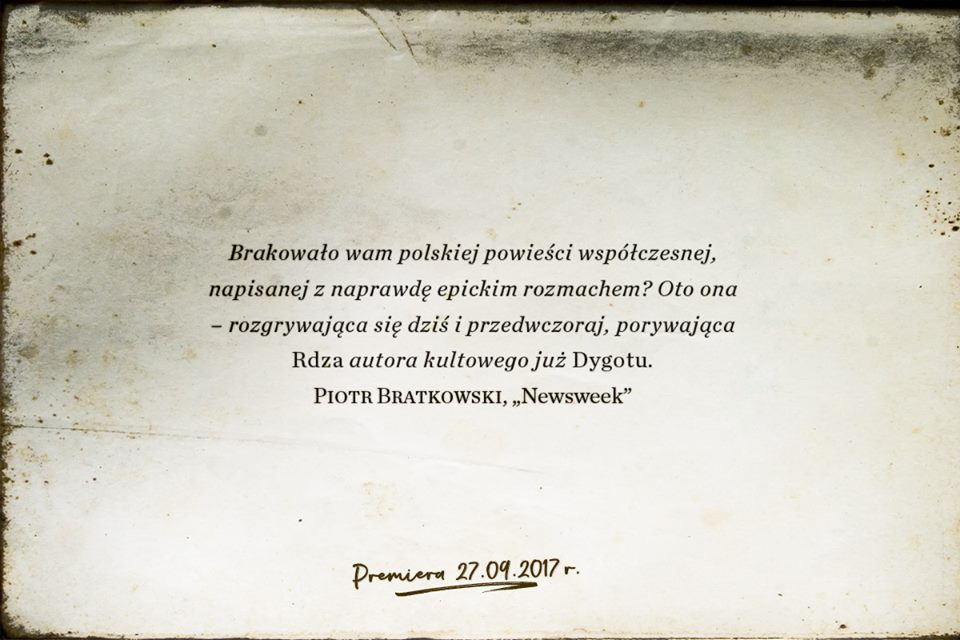 Brakowało wam polskiej powieści współczesnej,
napisanej z naprawdę epickim rozmachem? Oto ona
– rozgrywająca się dziś i przedwczoraj, porywająca
Rdza autora kultowego już Dygotu.
PIOTR BRATKOWSKI, „Newsweek”
Premiera 27.09.2017 r.